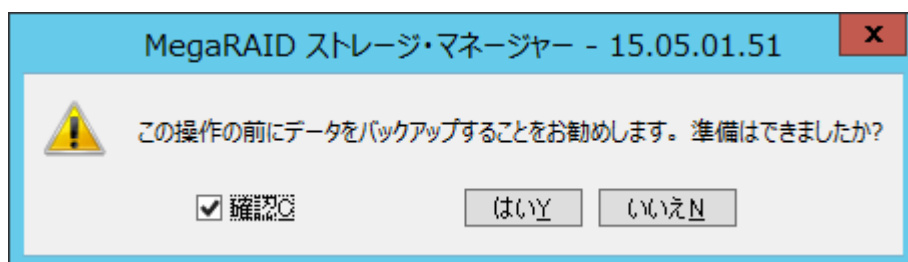 MegaRAID ストレージ・マネージャー - 15.05.01.51
この操作の前にデータをバックアップすることをお勧めします。準備はできましたか?
確認C はいY いいえN